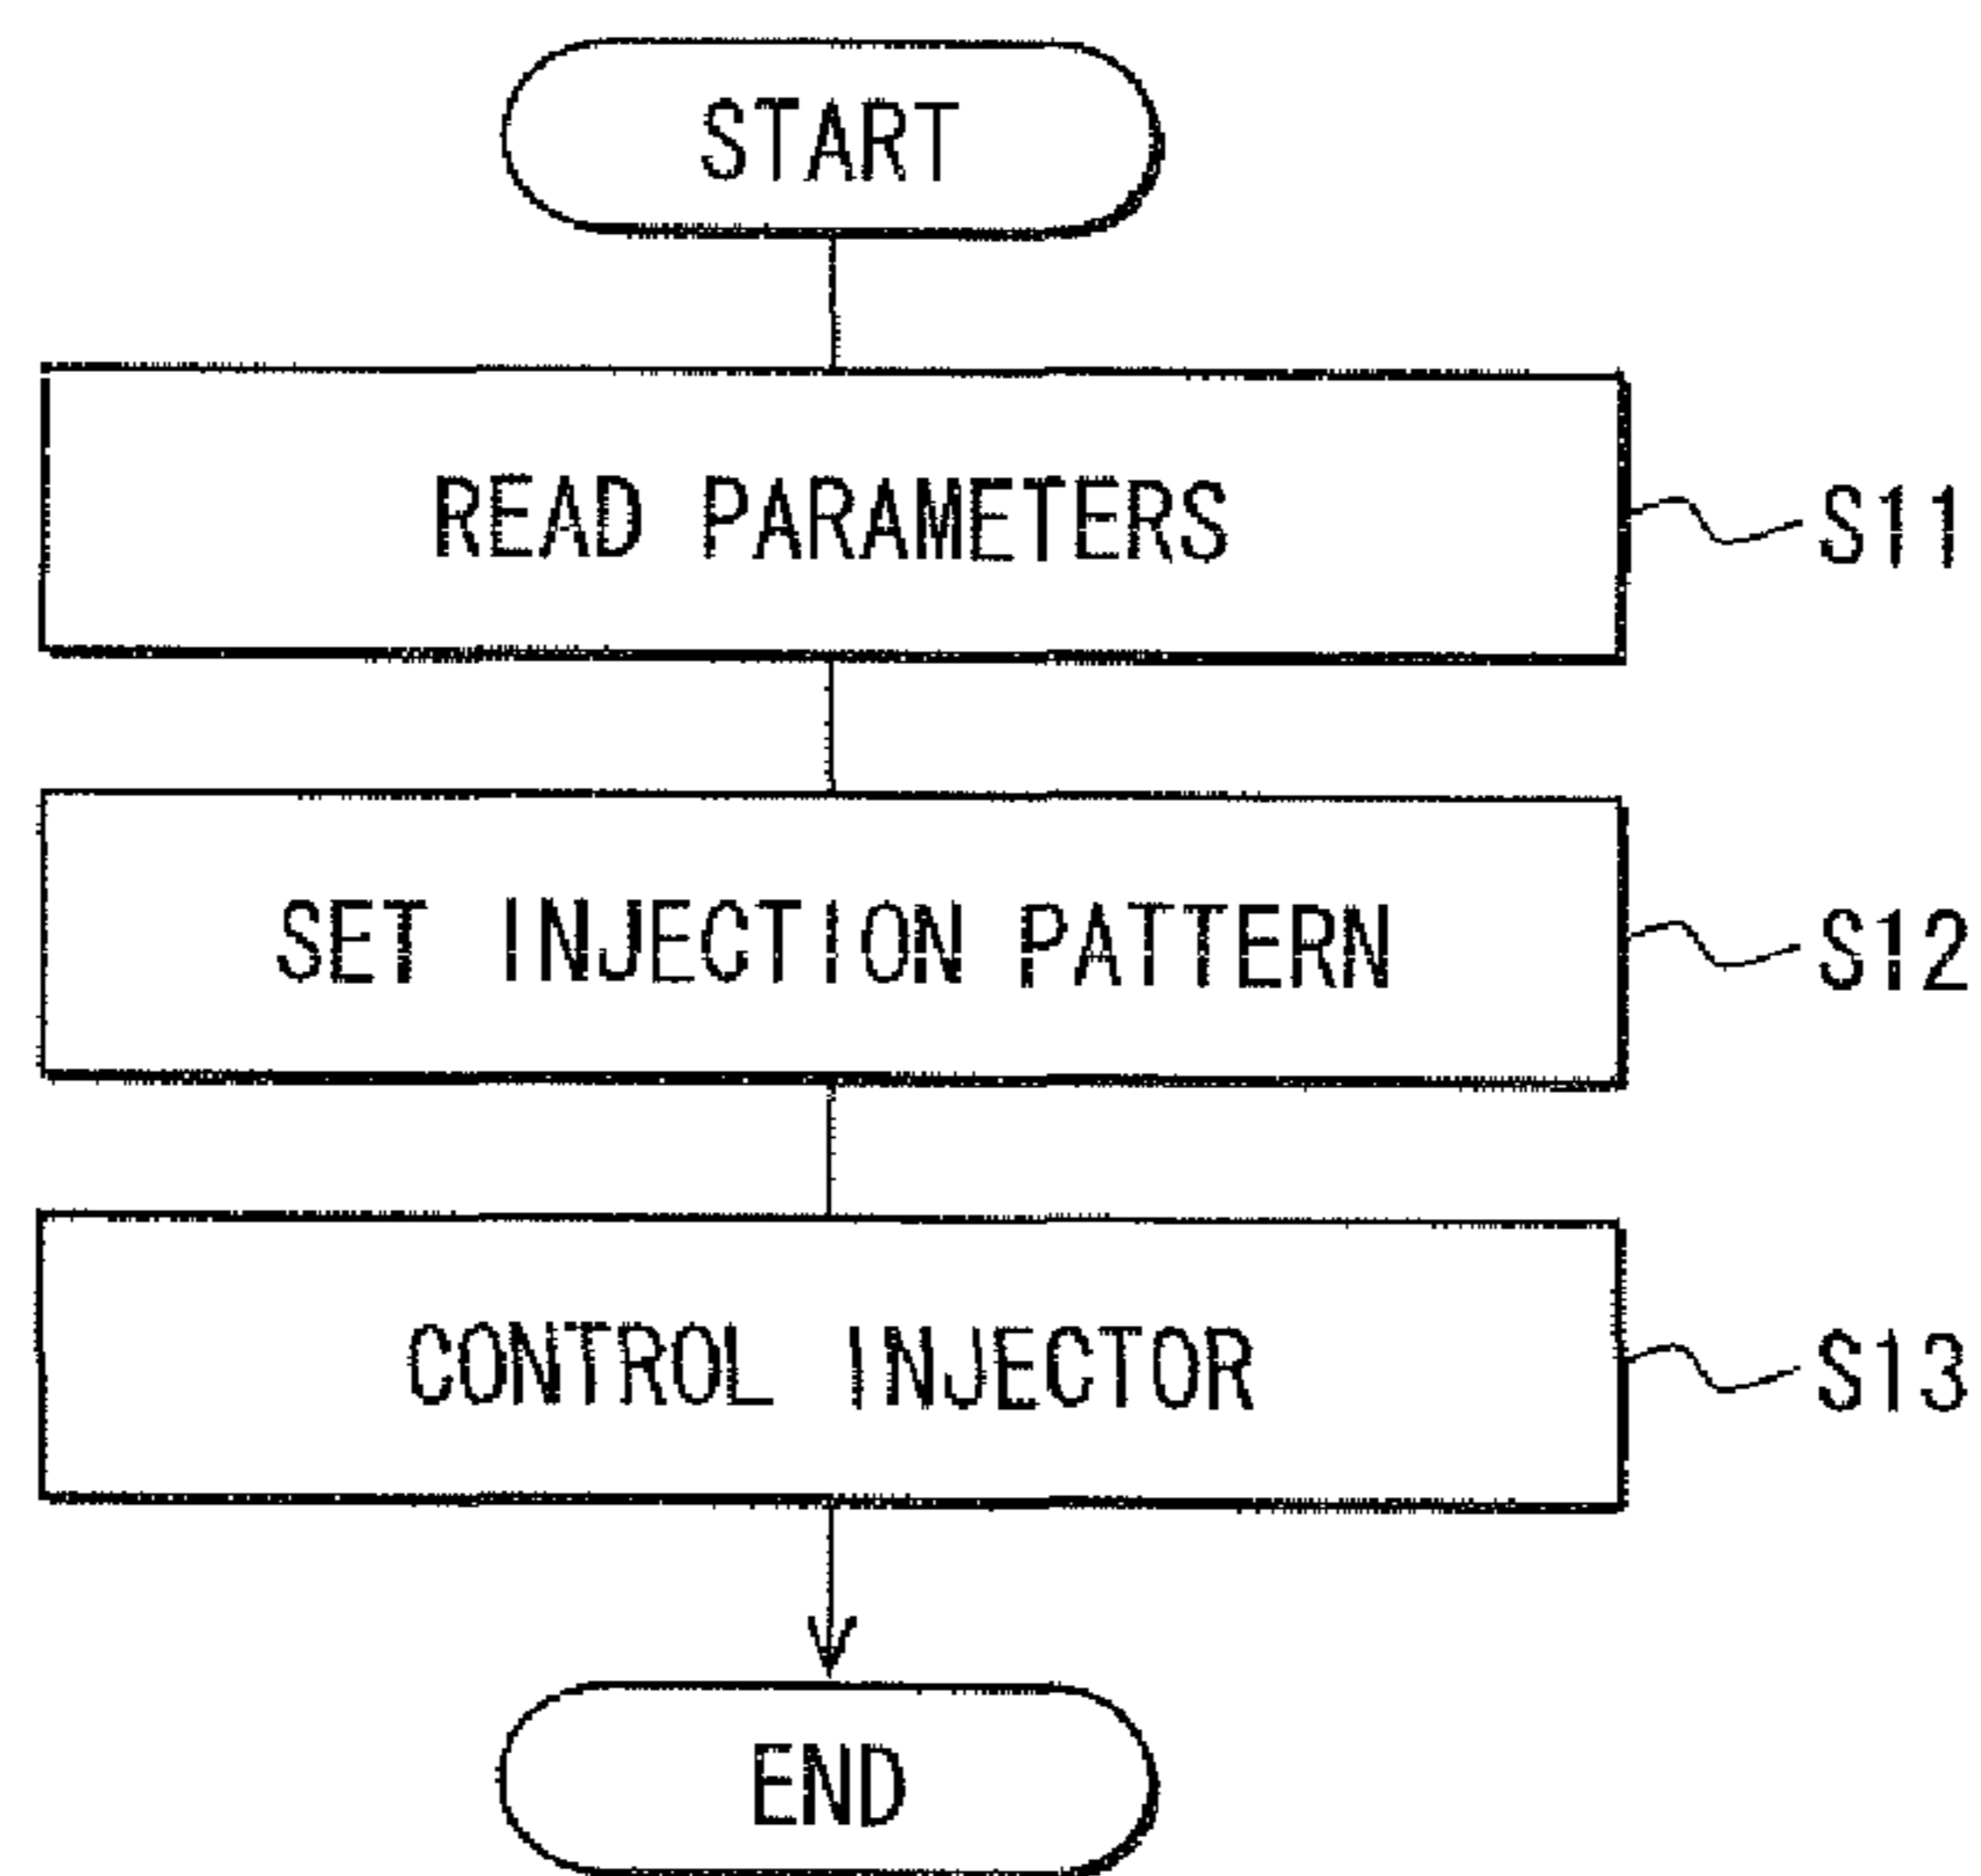 START
READ PARAMETERS
S11
SET INJECTION PATTERN
S12
CONTROL INJECTOR
S13
END